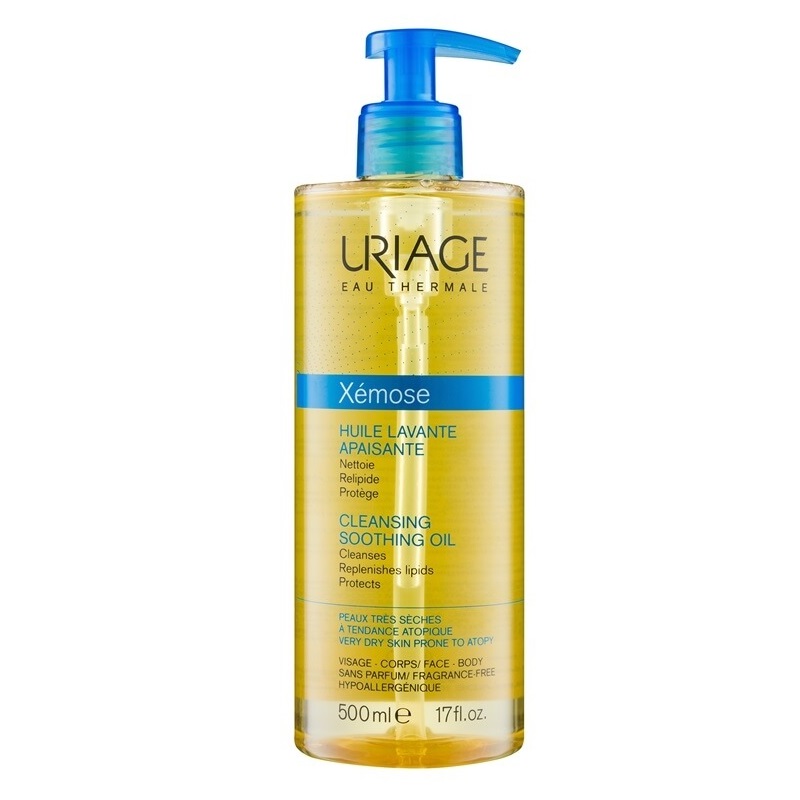 URIAGE
EAU THERMALE
Xémose
HUILE LAVANTE
APAISANTE
Nettoie
Relipide
Protège
CLEANSING
SOOTHING OIL
Cleanses
Replenishes lipids
Protects
PEAUX TRÈS SÈCHES
À TENDANCE ATOPIQUE
VERY DRY SKIN PRONE TO ATOPY
VISAGE - CORPS/ FACE - BODY
SANS PARFUM/ FRAGRANCE-FREE
HYPOALLERGÉNIQUE
500ml℮ 17fl.oz.